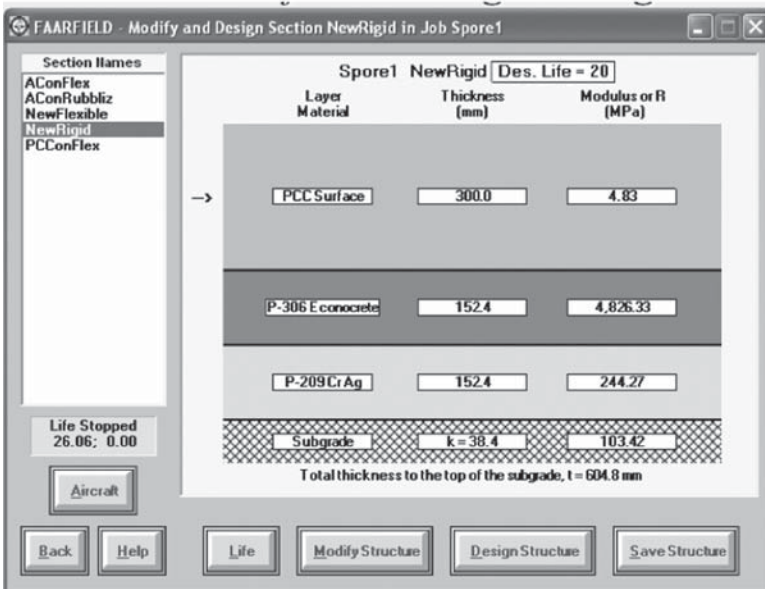 FAARFIELD - Modify and Design Section NewRigid in Job Spore1
Section Names
AConFlex
AConRubbliz
NewFlexible
NewRigid
PCConFlex
Spore1 NewRigid Des. Life = 20
Layer Material Thickness (mm) Modulus or R (MPa)
--> PCC Surface 300.0 4.83
P-306 Econocrete 152.4 4,826.33
P-209 Cr Ag 152.4 244.27
Subgrade k = 38.4 103.42
Total thickness to the top of the subgrade, t = 604.8 mm
Life Stopped
26.06; 0.00
Aircraft
Back Help Life Modify Structure Design Structure Save Structure